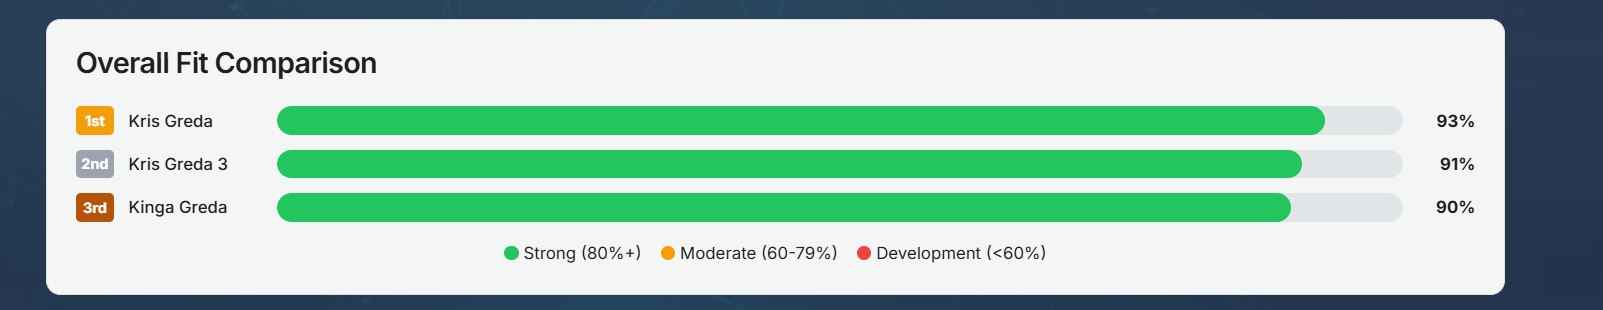 Overall Fit Comparison
1st Kris Greda 93%
2nd Kris Greda 3 91%
3rd Kinga Greda 90%
Strong (80%+) Moderate (60-79%) Development (<60%)